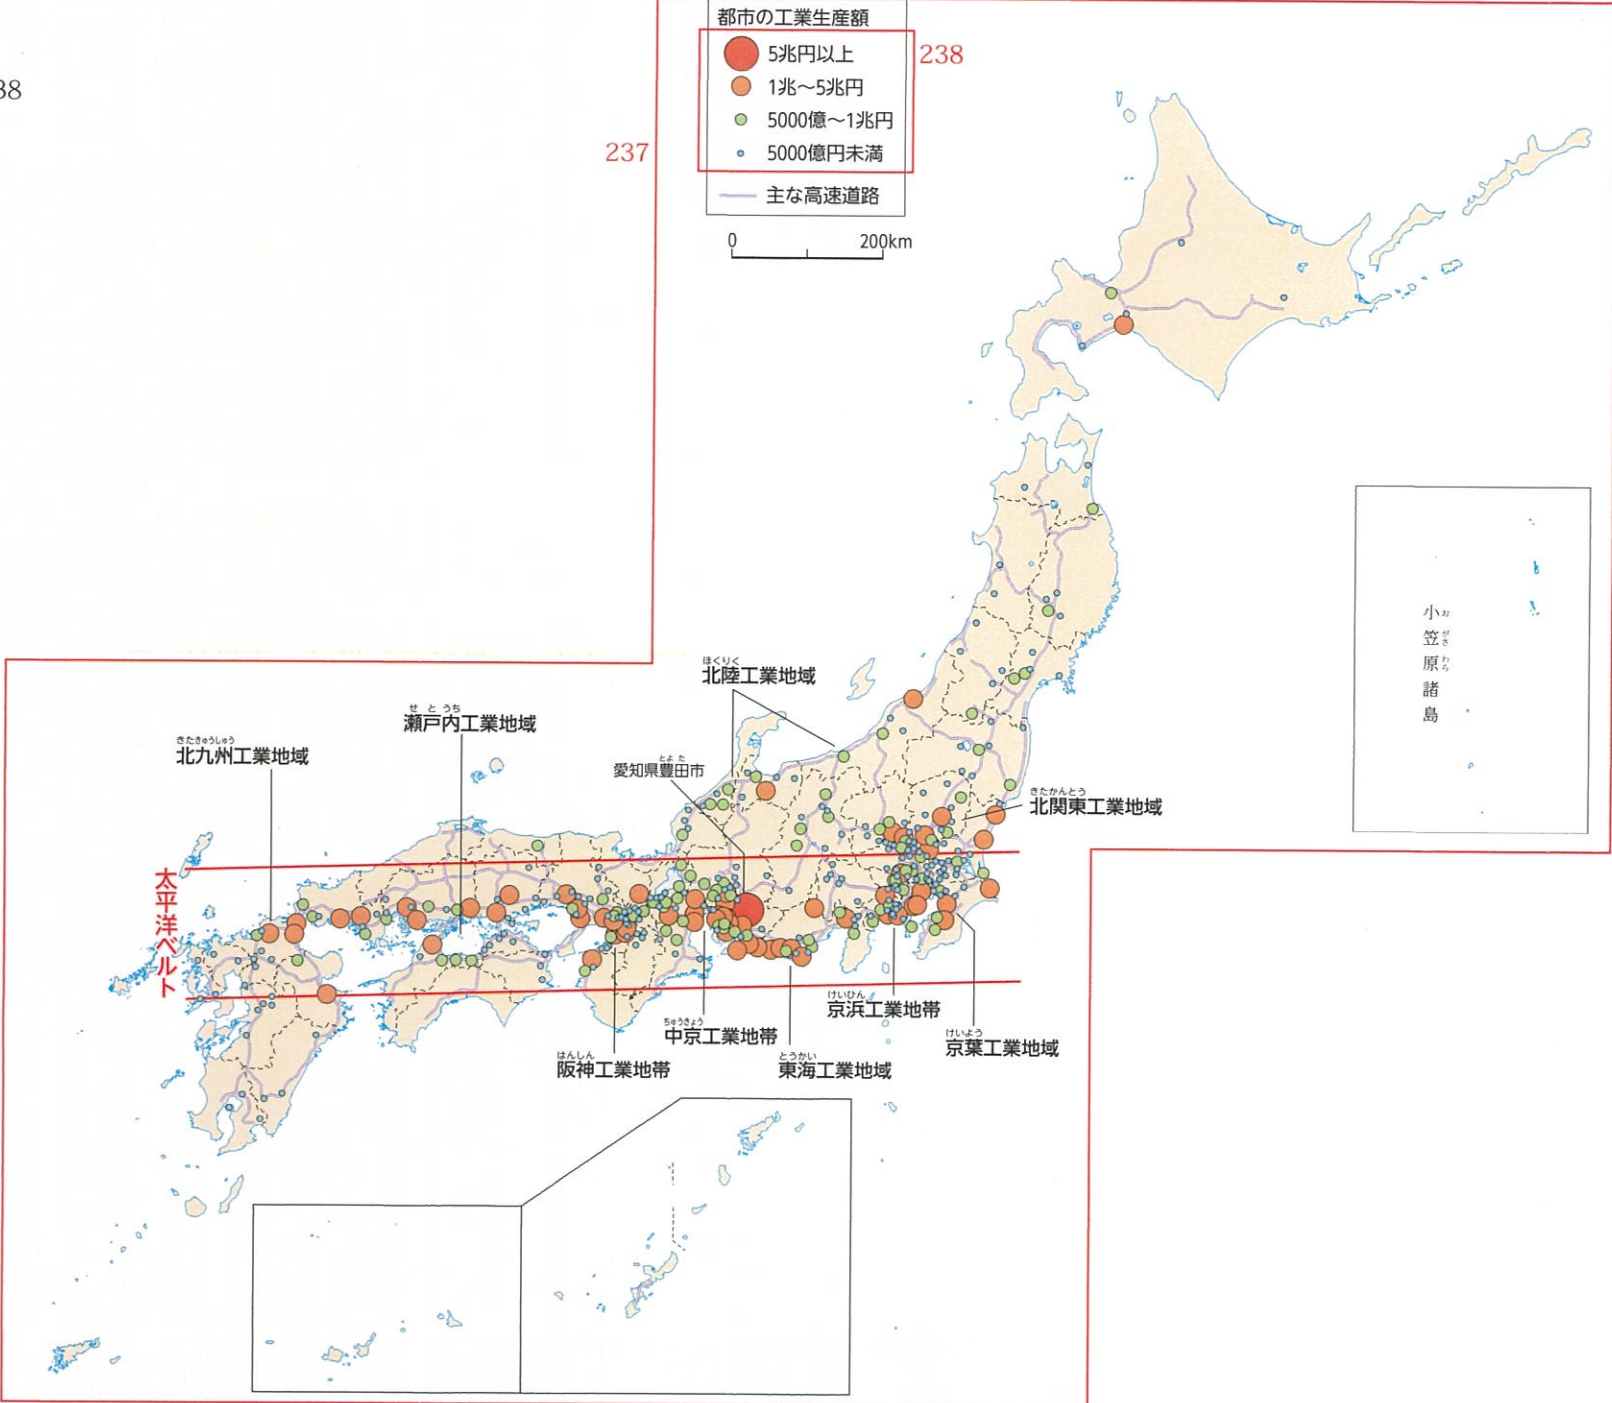 都市の工業生産額
5兆円以上
1兆～5兆円
5000億～1兆円
5000億円未満
主な高速道路
0 200km
238
38
237
小笠原諸島
お がさ わら
ほくりく
北陸工業地域
せとうち
瀬戸内工業地域
きたきゅうしゅう
北九州工業地域
とよた
愛知県豊田市
きたかんとう
北関東工業地域
太平洋ベルト
けいひん
京浜工業地帯
ちゅうきょう
中京工業地帯
けいよう
京葉工業地域
はんしん
阪神工業地帯
とうかい
東海工業地域